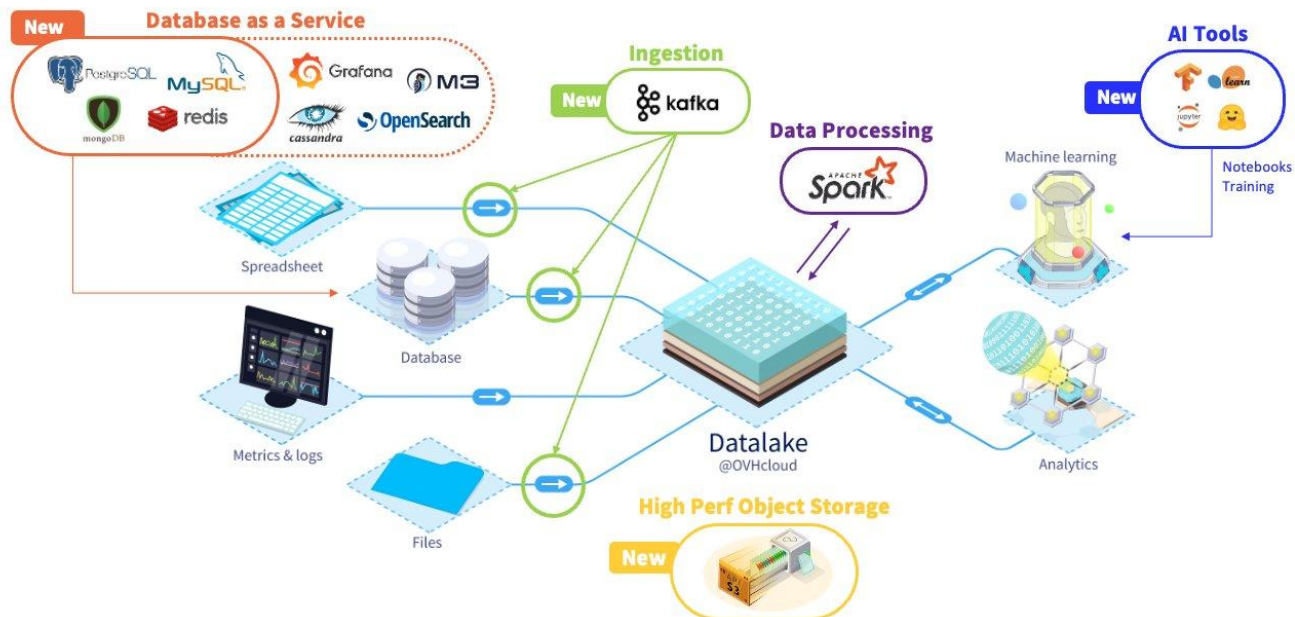 Database as a Service
New
PostgreSQL
MySQL®
mongoDB
redis
Grafana
M3
cassandra
OpenSearch
Ingestion
New
kafka
Data Processing
APACHE
Spark
AI Tools
New
learn
jupyter
Machine learning
Notebooks
Training
Spreadsheet
Database
Metrics & logs
Files
Datalake
@OVHcloud
Analytics
High Perf Object Storage
New
S3